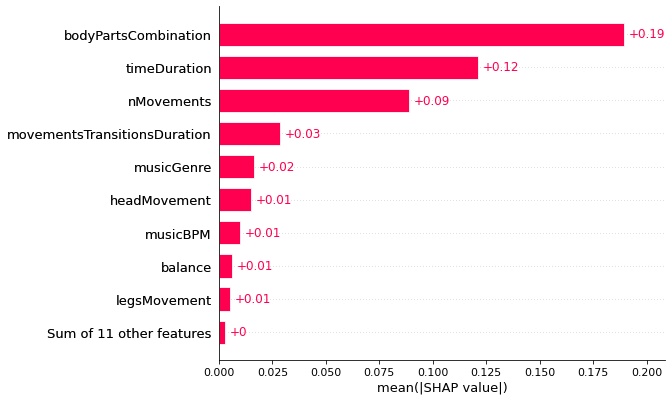 bodyPartsCombination +0.19
timeDuration +0.12
nMovements +0.09
movementsTransitionsDuration +0.03
musicGenre +0.02
headMovement +0.01
musicBPM +0.01
balance +0.01
legsMovement +0.01
Sum of 11 other features +0
0.000 0.025 0.050 0.075 0.100 0.125 0.150 0.175 0.200
mean(|SHAP value|)